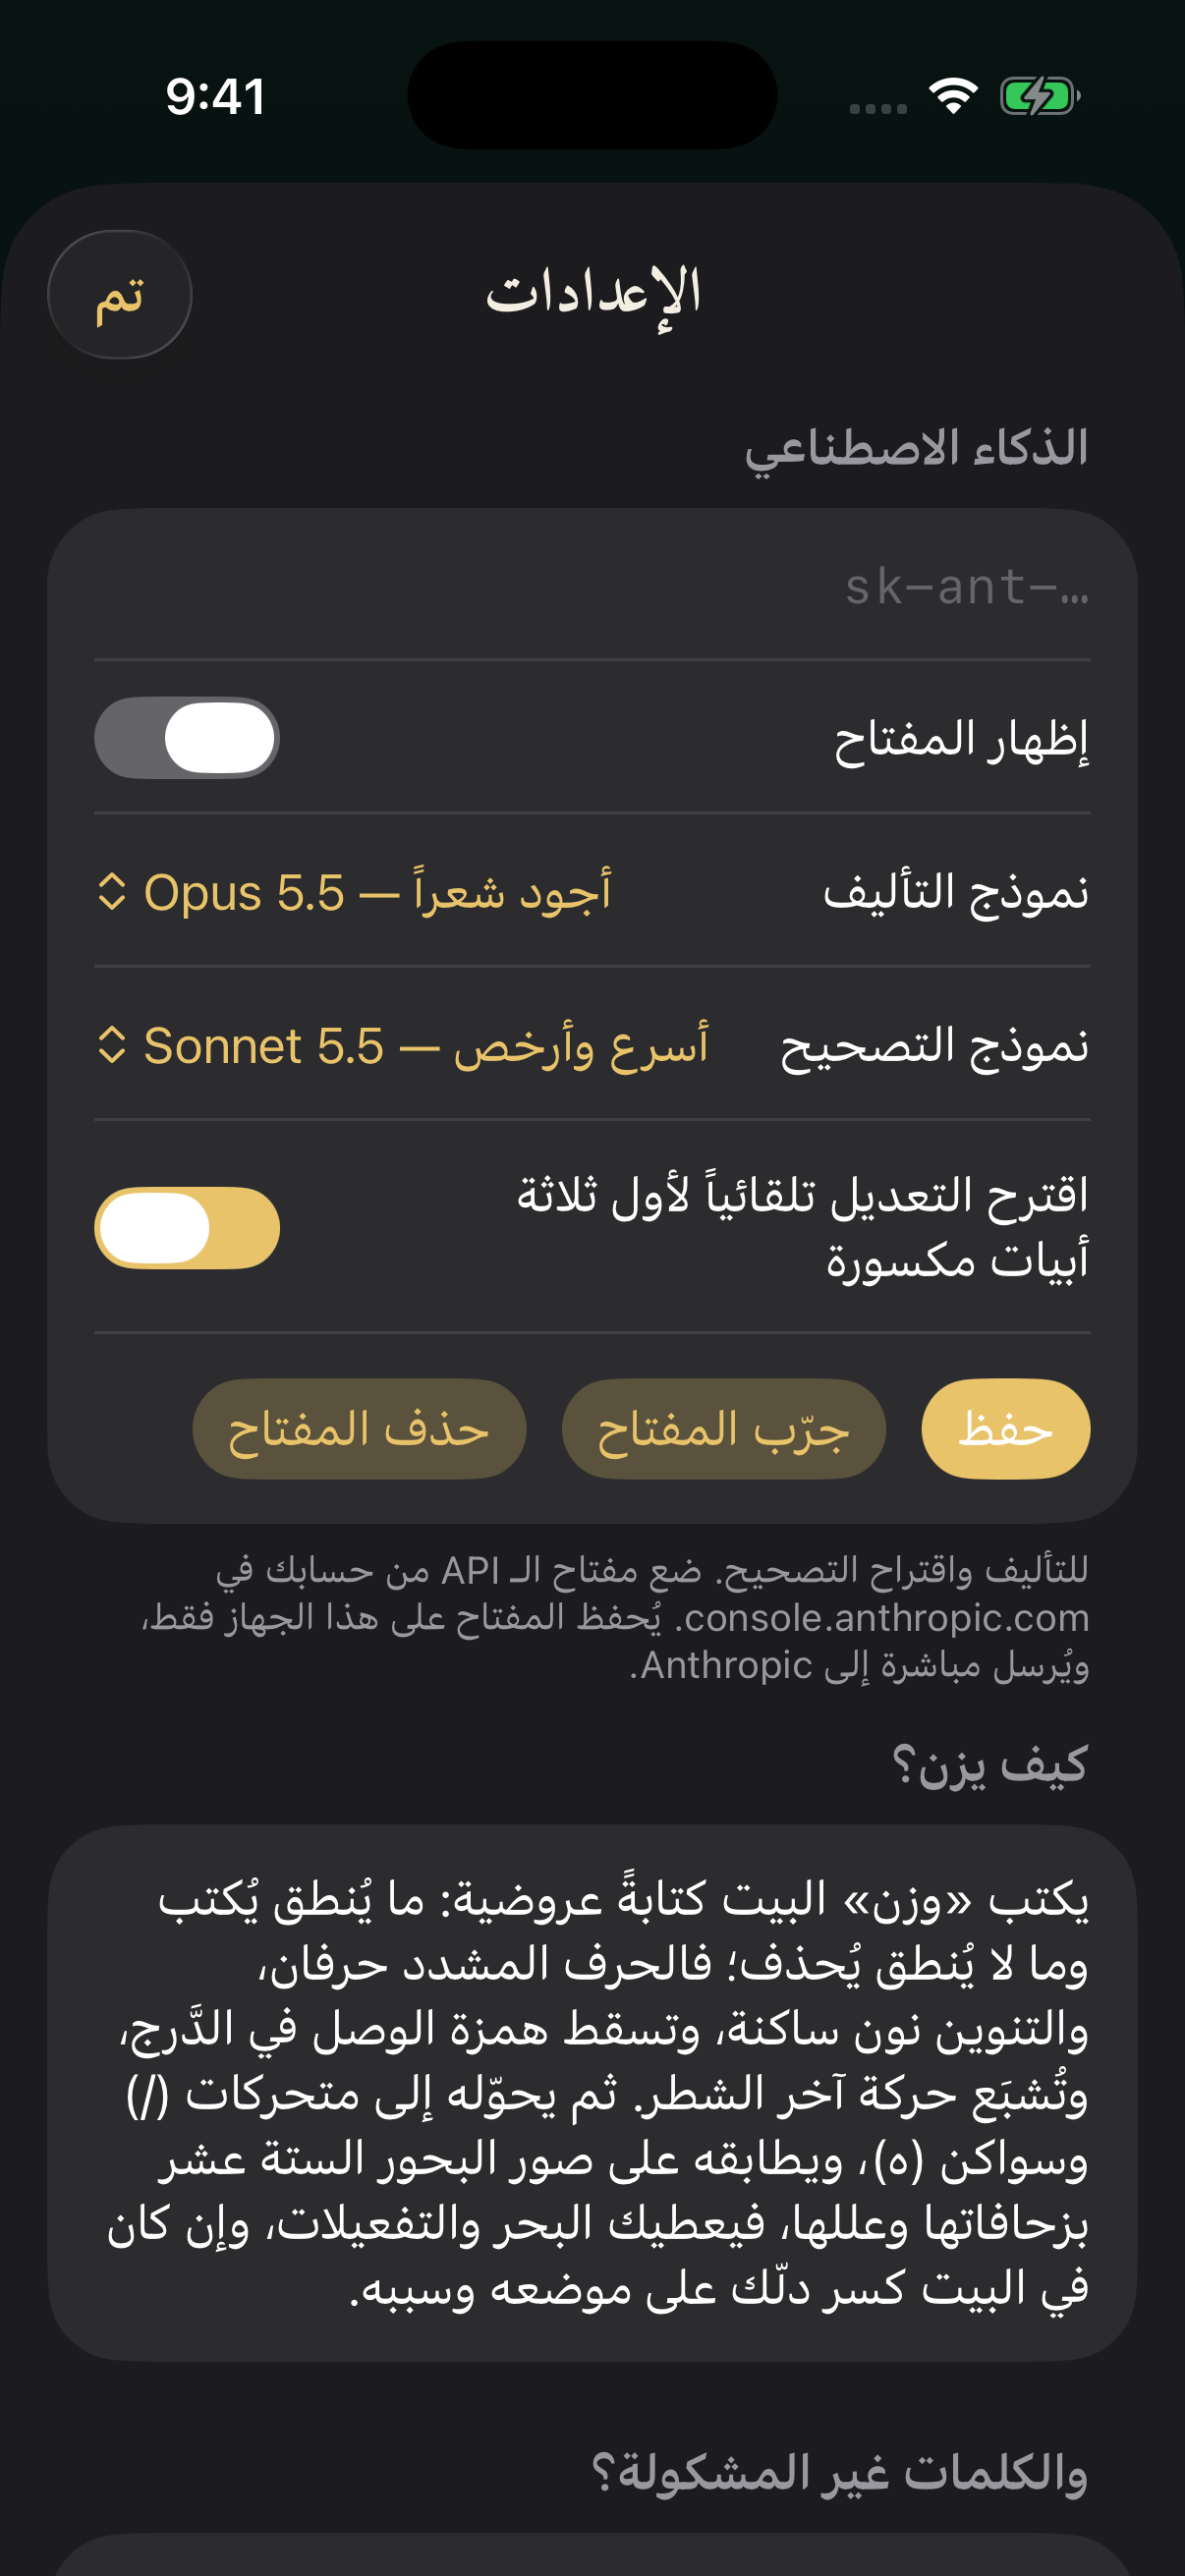 9:41
الإعدادات
تم
الذكاء الاصطناعي
sk-ant-…
إظهار المفتاح
نموذج التأليف
Opus 5.5 — أجود شعراً
نموذج التصحيح
Sonnet 5.5 — أسرع وأرخص
اقترح التعديل تلقائياً لأول ثلاثة
أبيات مكسورة
حفظ
جرّب المفتاح
حذف المفتاح
للتأليف واقتراح التصحيح. ضع مفتاح الـ API من حسابك في
console.anthropic.com. يُحفظ المفتاح على هذا الجهاز فقط،
ويُرسل مباشرة إلى Anthropic.
كيف يزن؟
يكتب «وزن» البيت كتابةً عروضية: ما يُنطق يُكتب
وما لا يُنطق يُحذف؛ فالحرف المشدد حرفان،
والتنوين نون ساكنة، وتسقط همزة الوصل في الدَّرج،
وتُشبَع حركة آخر الشطر. ثم يحوّله إلى متحركات (/)
وسواكن (ه)، ويطابقه على صور البحور الستة عشر
بزحافاتها وعللها، فيعطيك البحر والتفعيلات، وإن كان
في البيت كسر دلّك على موضعه وسببه.
والكلمات غير المشكولة؟